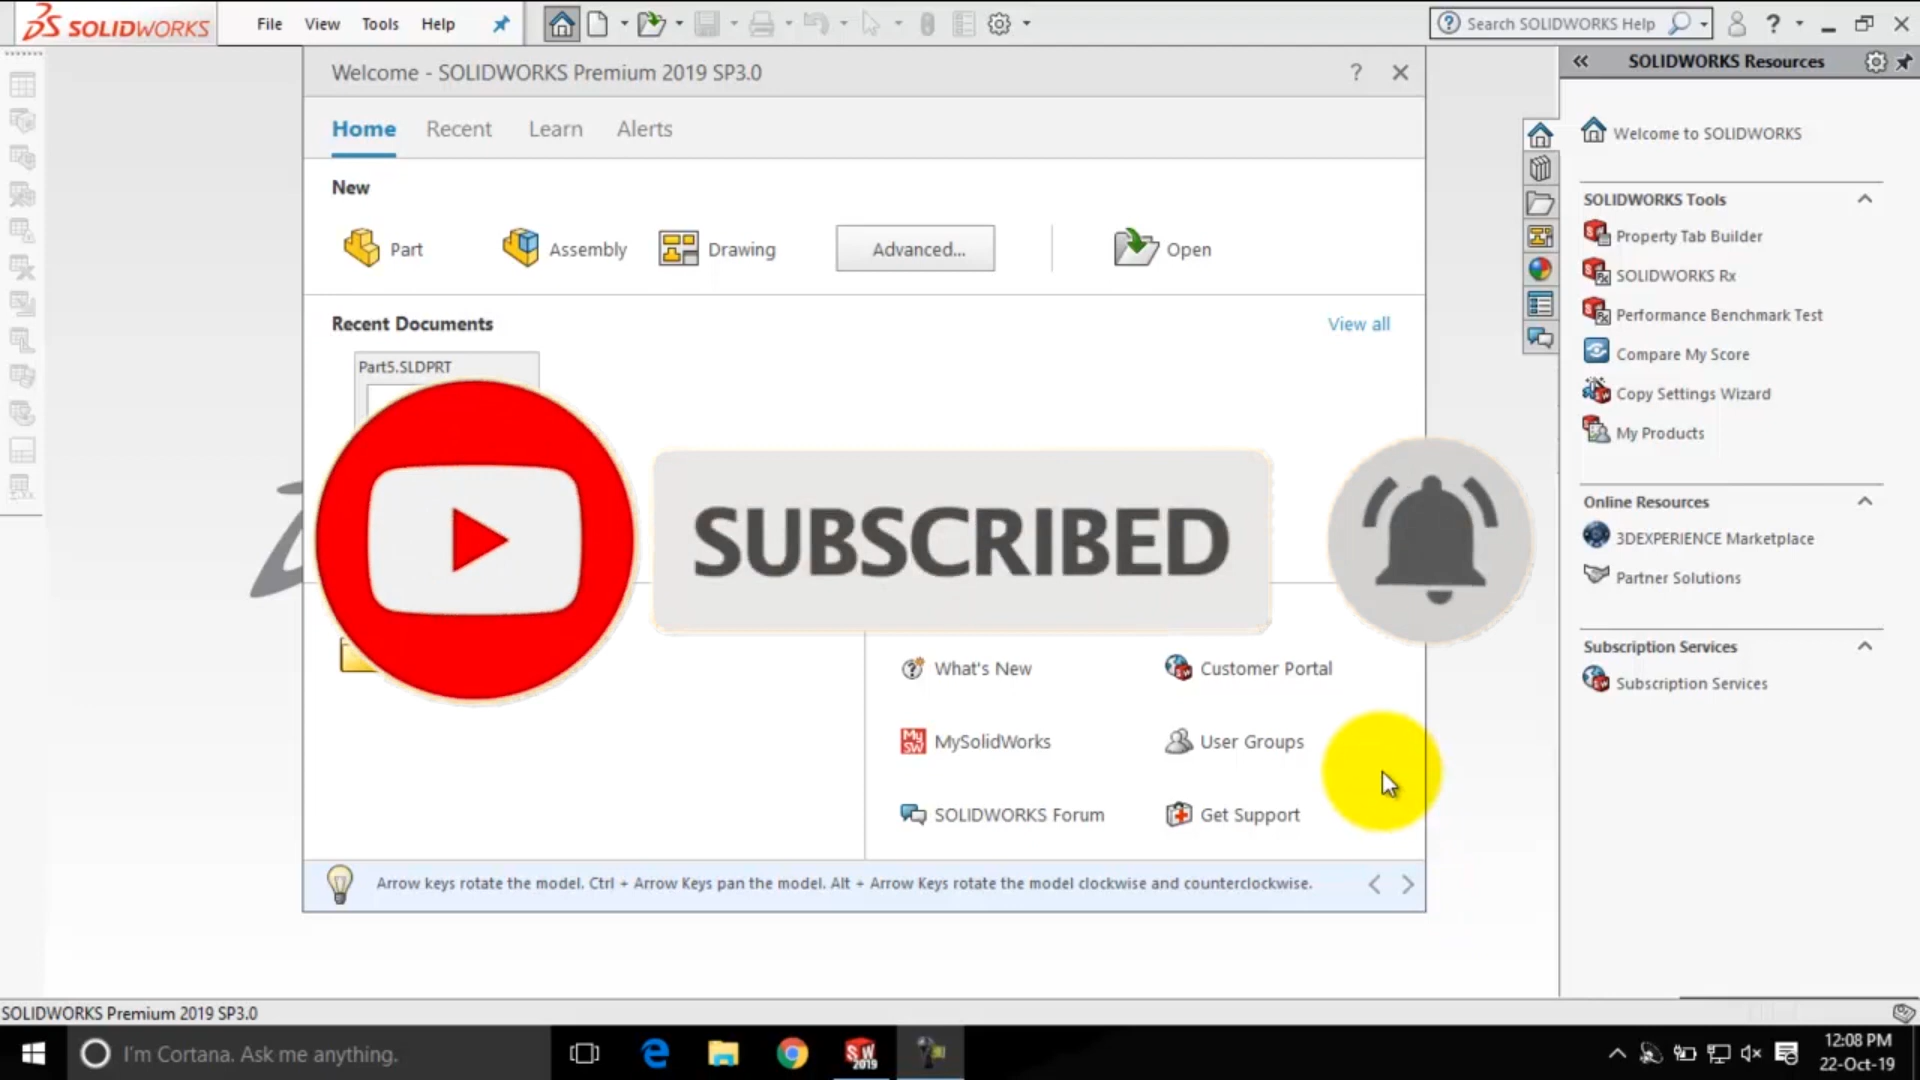 SOLIDWORKS
File View Tools Help
Search SOLIDWORKS Help
Welcome - SOLIDWORKS Premium 2019 SP3.0
Home Recent Learn Alerts
New
Part Assembly Drawing Advanced... Open
Recent Documents View all
Part5.SLDPRT
SUBSCRIBED
What's New Customer Portal
MySolidWorks User Groups
SOLIDWORKS Forum Get Support
Arrow keys rotate the model. Ctrl + Arrow Keys pan the model. Alt + Arrow Keys rotate the model clockwise and counterclockwise.
SOLIDWORKS Resources
Welcome to SOLIDWORKS
SOLIDWORKS Tools
Property Tab Builder
SOLIDWORKS Rx
Performance Benchmark Test
Compare My Score
Copy Settings Wizard
My Products
Online Resources
3DEXPERIENCE Marketplace
Partner Solutions
Subscription Services
Subscription Services
SOLIDWORKS Premium 2019 SP3.0
I'm Cortana. Ask me anything.
SW
2019
12:08 PM
22-Oct-19